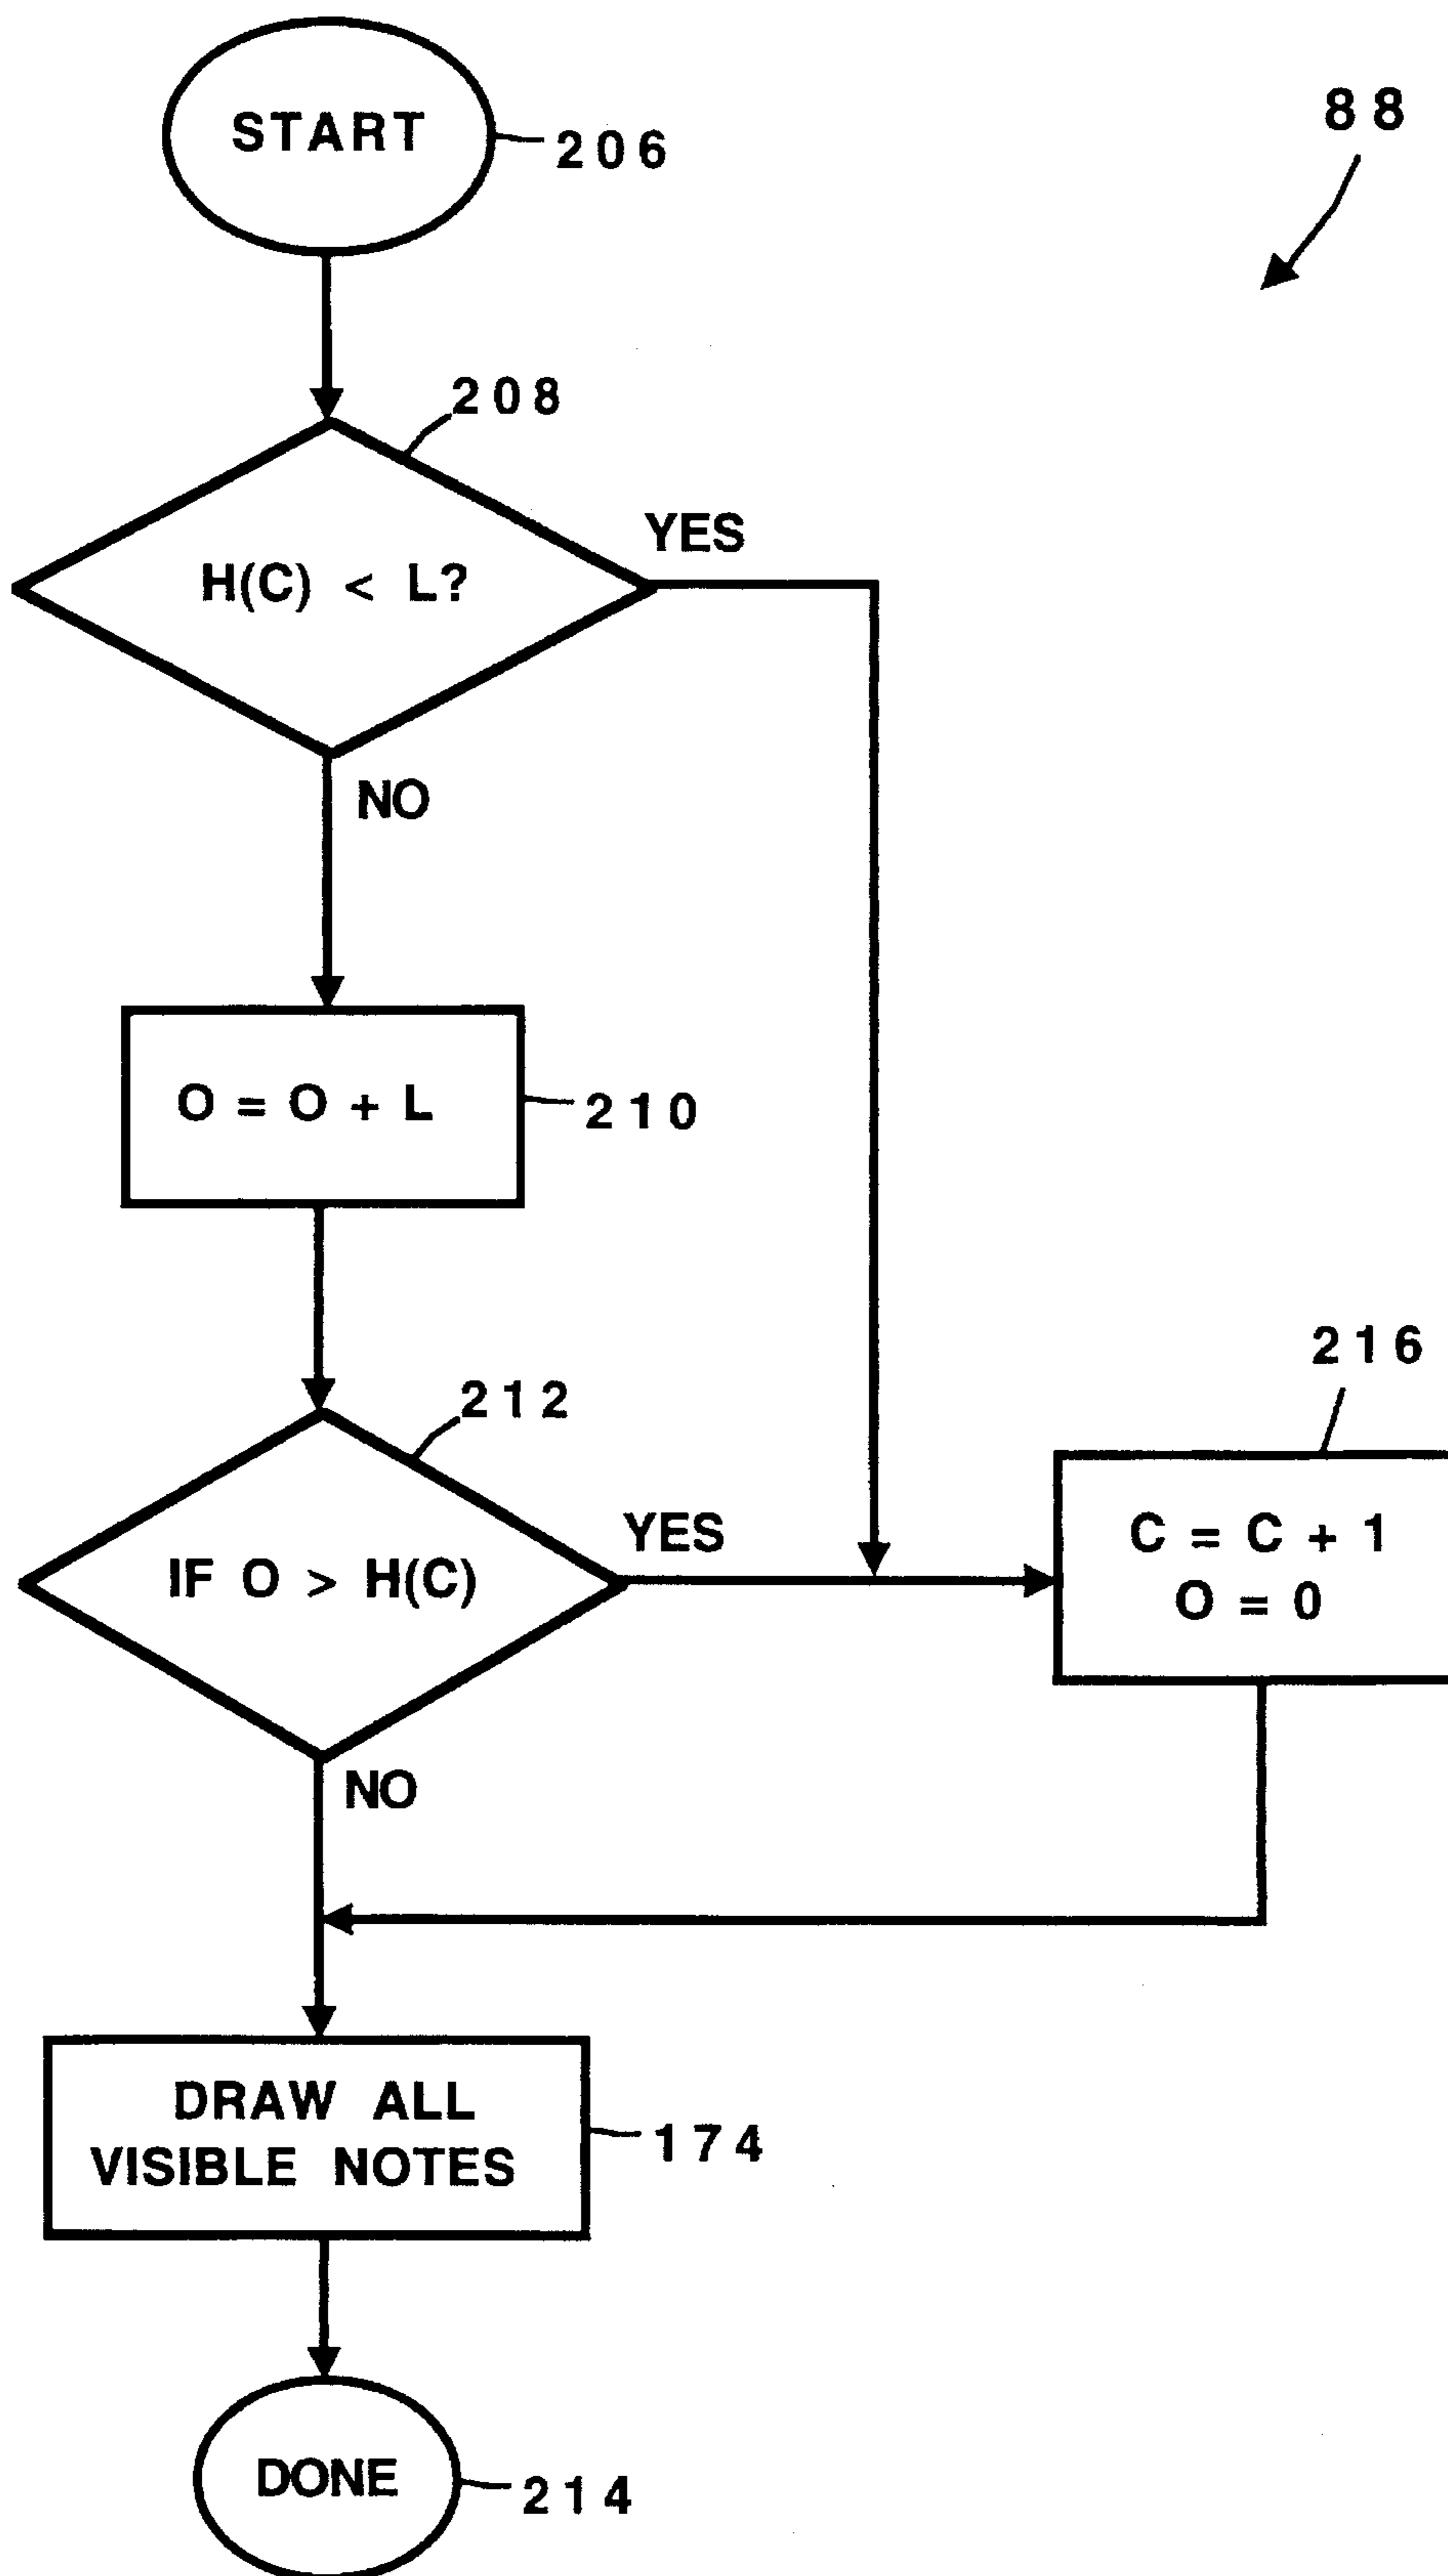 START
206
88
208
H(C) < L?
YES
NO
O = O + L
210
212
IF O > H(C)
YES
216
C = C + 1
O = 0
NO
DRAW ALL
VISIBLE NOTES
174
DONE
214